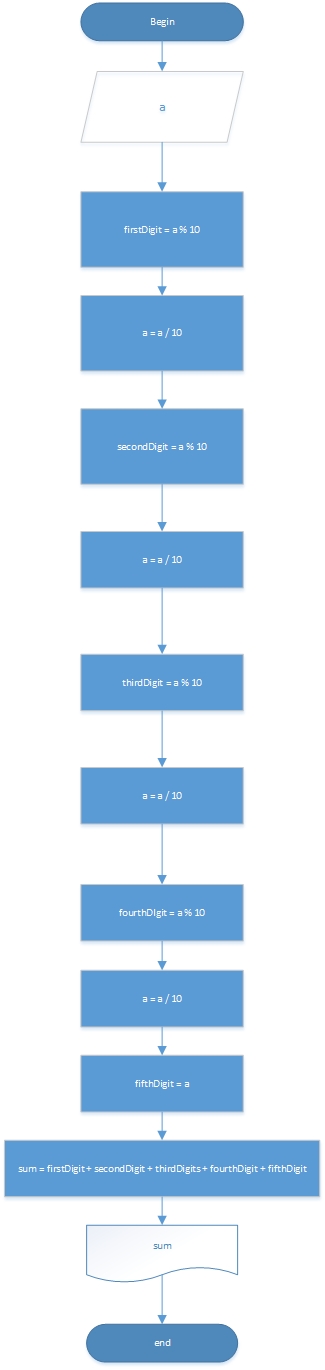 Begin
a
firstDigit = a % 10
a = a / 10
secondDigit = a % 10
a = a / 10
thirdDigit = a % 10
a = a / 10
fourthDIgit = a % 10
a = a / 10
fifthDigit = a
sum = firstDigit + secondDigit + thirdDigits + fourthDigit + fifthDigit
sum
end